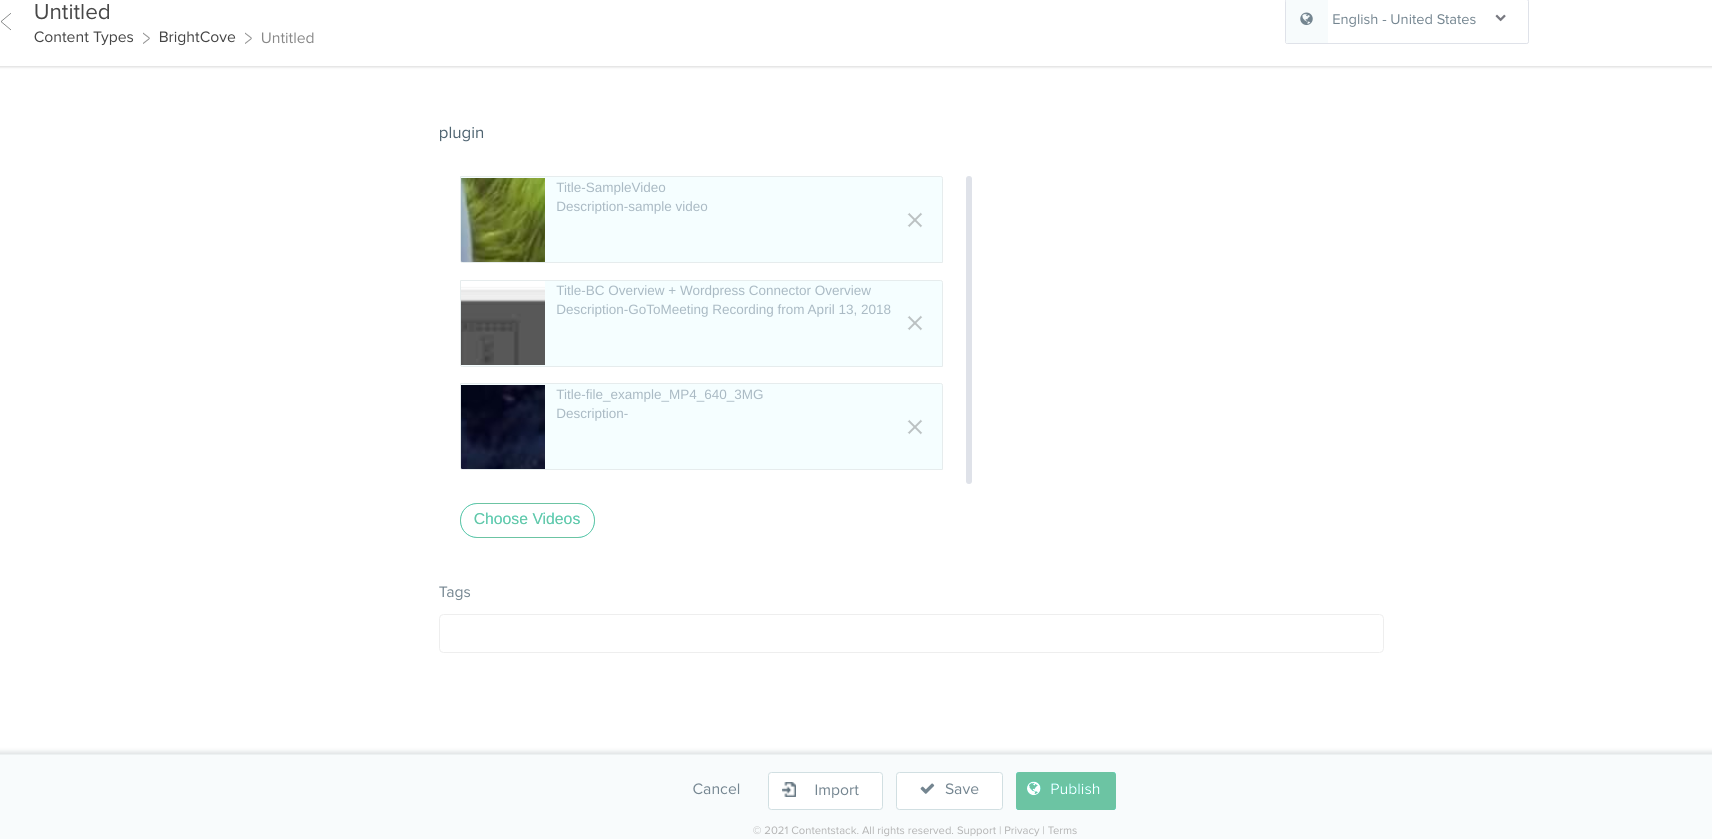 Untitled
Content Types > BrightCove > Untitled
English - United States
plugin
Title-SampleVideo
Description-sample video
Title-BC Overview + Wordpress Connector Overview
Description-GoToMeeting Recording from April 13, 2018
Title-file_example_MP4_640_3MG
Description-
Choose Videos
Tags
Cancel Import Save Publish
© 2021 Contentstack. All rights reserved. Support | Privacy | Terms